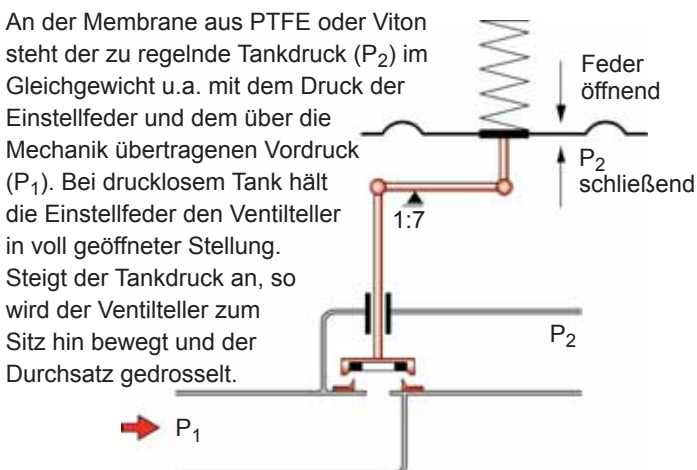 An der Membrane aus PTFE oder Viton
steht der zu regelnde Tankdruck (P₂) im
Gleichgewicht u.a. mit dem Druck der
Einstellfeder und dem über die
Mechanik übertragenen Vordruck
(P₁). Bei drucklosem Tank hält
die Einstellfeder den Ventilteller
in voll geöffneter Stellung.
Steigt der Tankdruck an, so
wird der Ventilteller zum
Sitz hin bewegt und der
Durchsatz gedrosselt.
Feder
öffnend
P₂
schließend
1:7
P₂
P₁